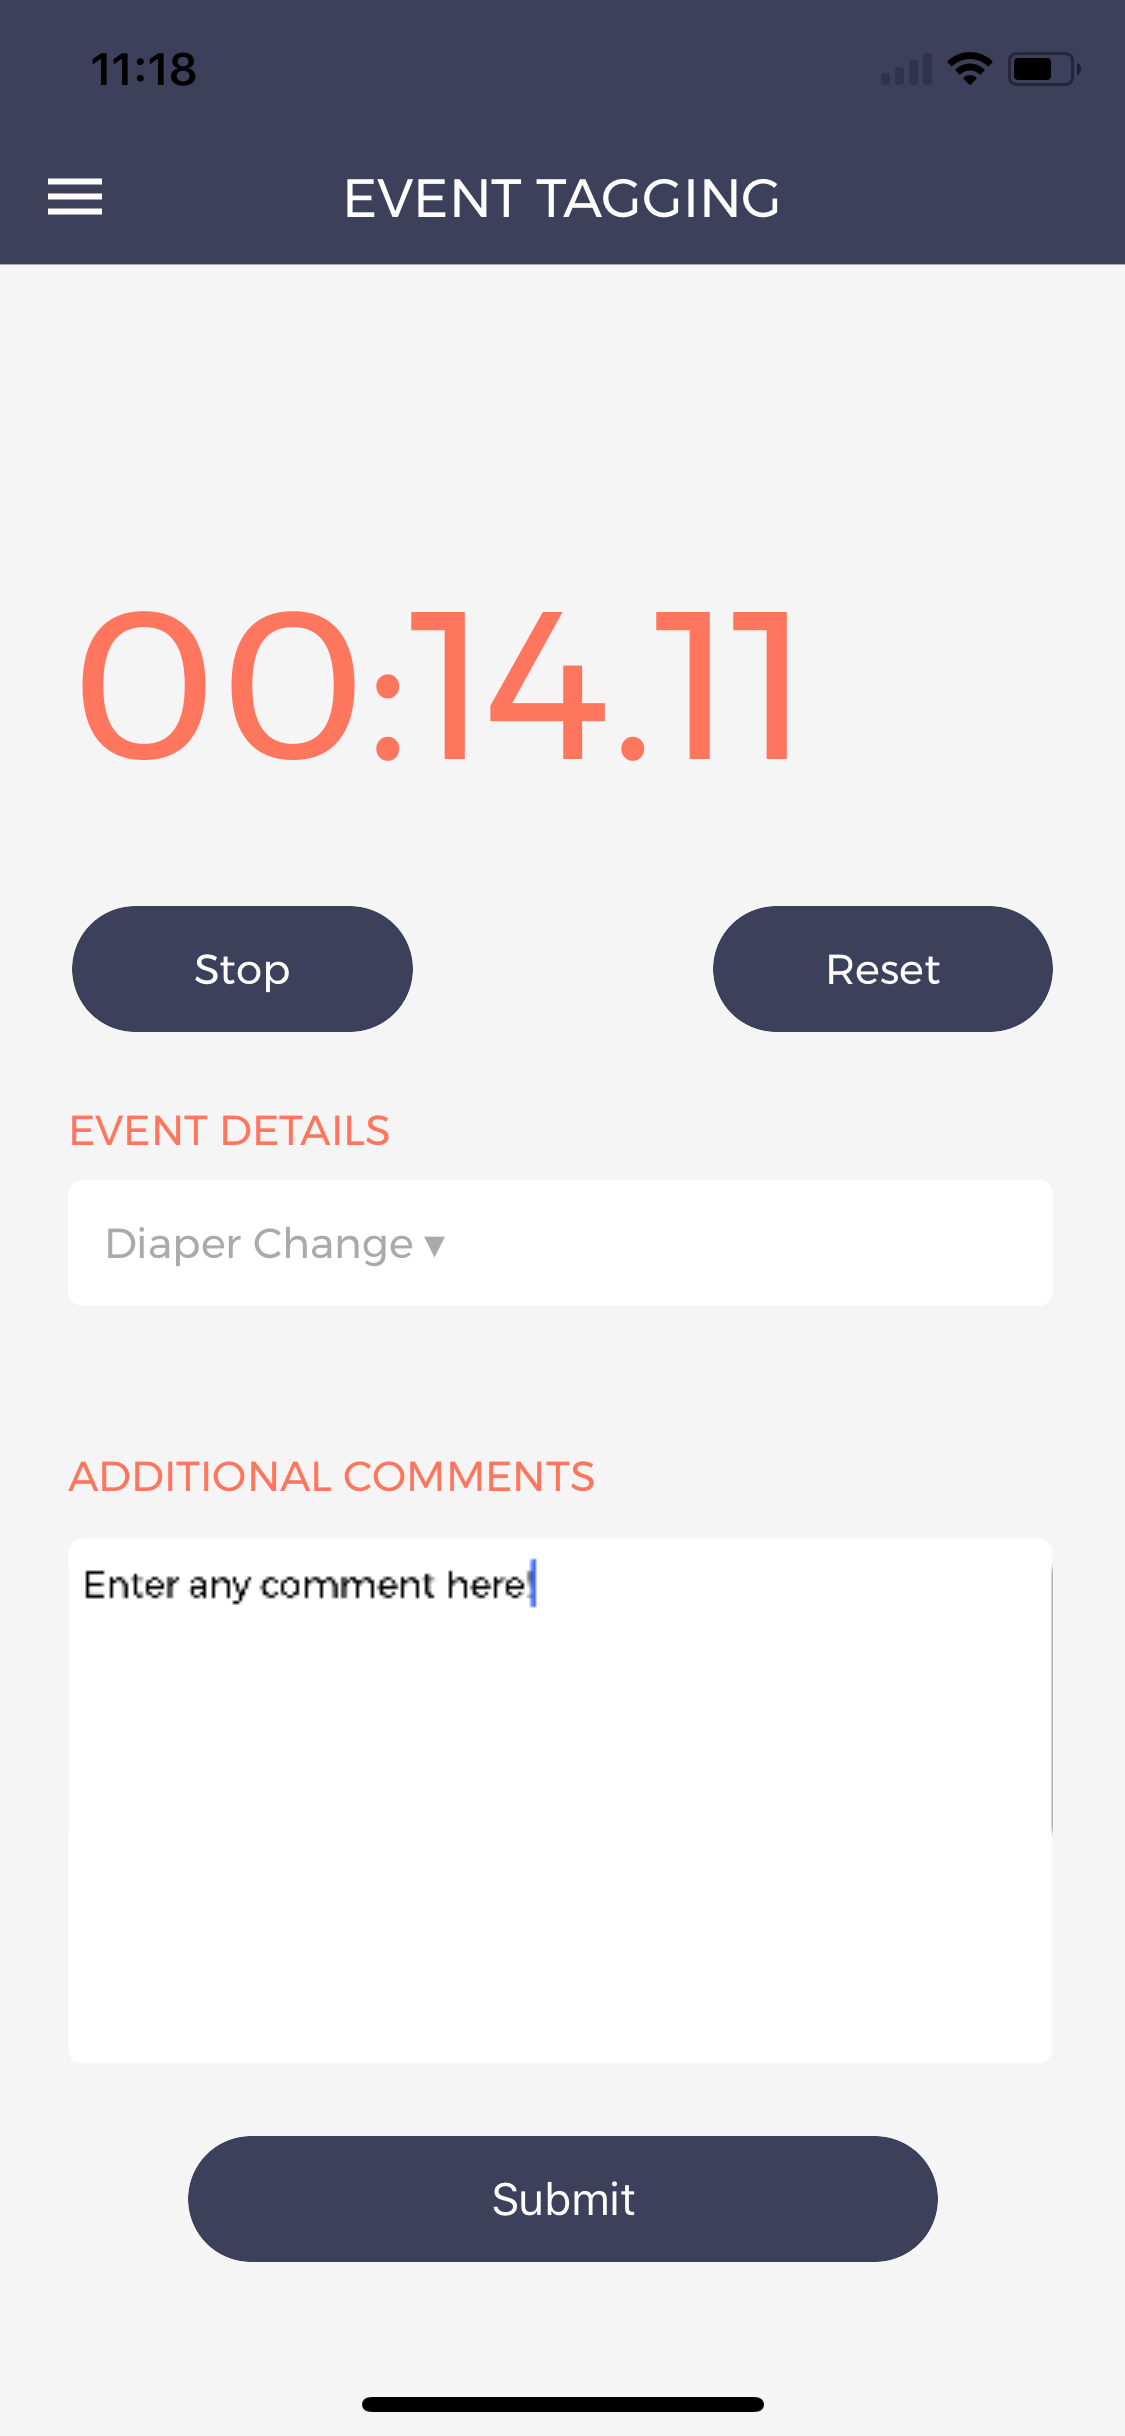 11:18
EVENT TAGGING
00:14.11
Stop
Reset
EVENT DETAILS
Diaper Change ▾
ADDITIONAL COMMENTS
Enter any comment here!
Submit